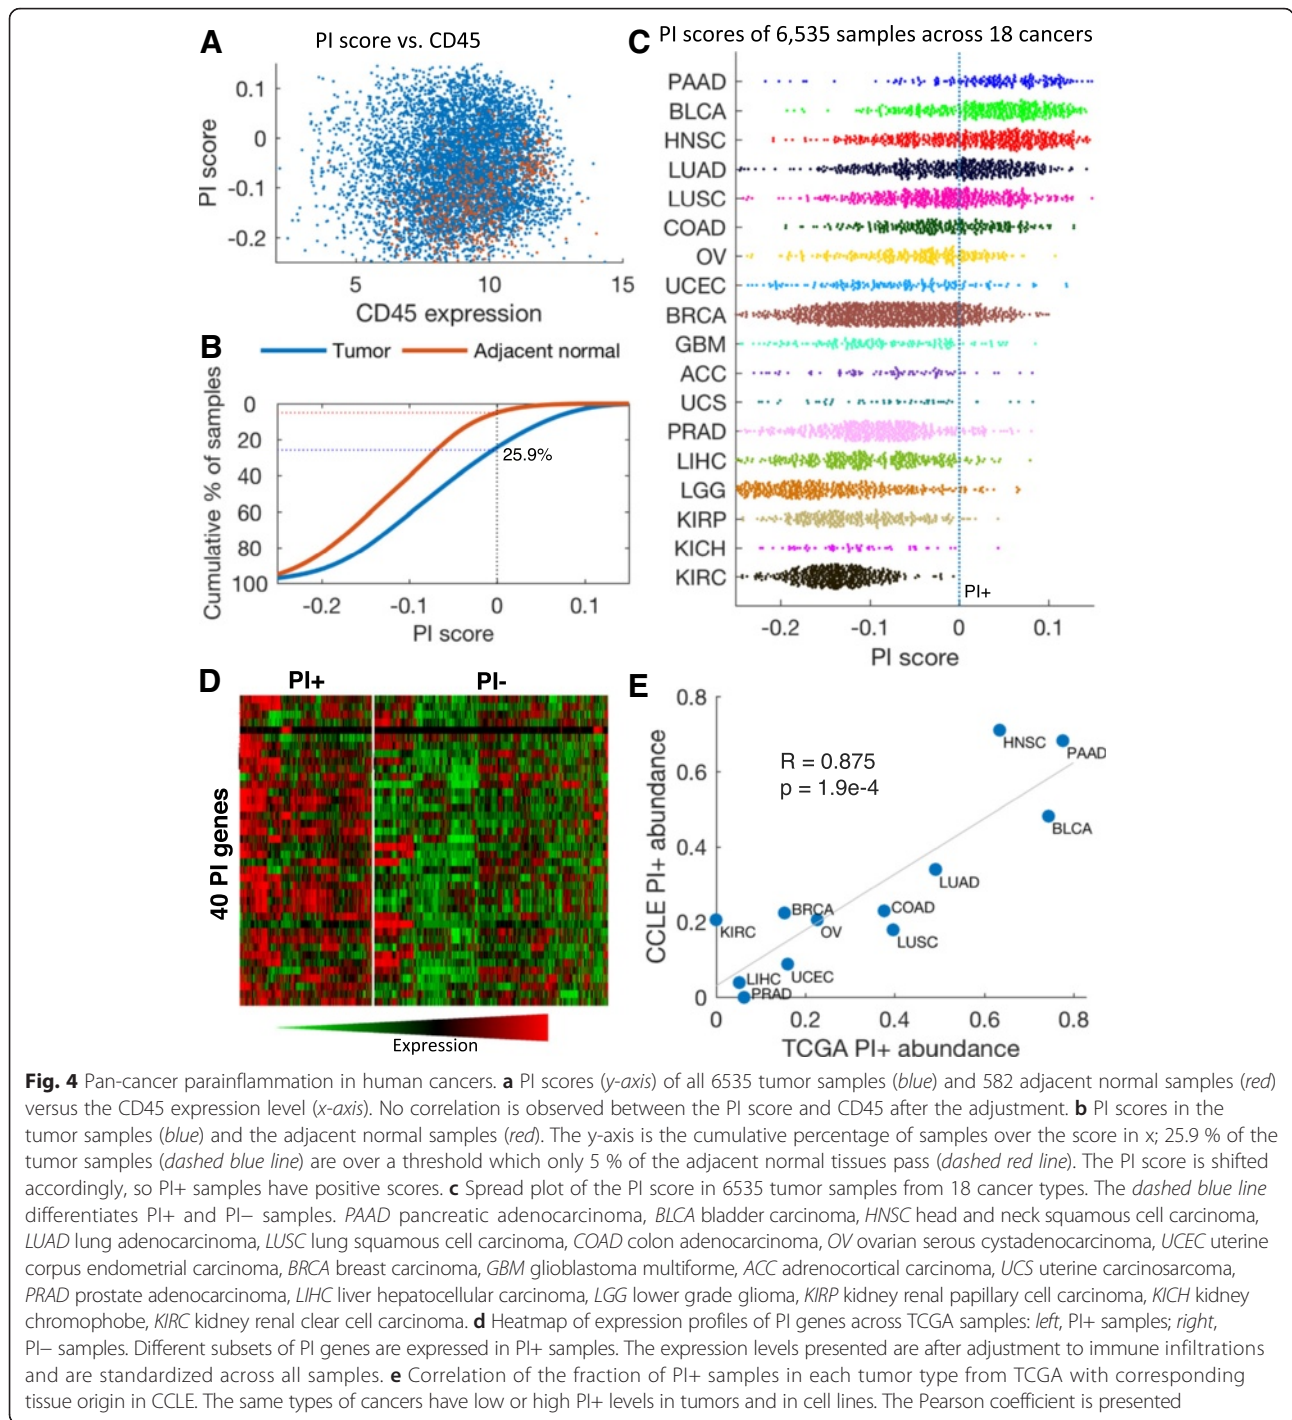 A
PI score vs. CD45
PI score
0.1
0
-0.1
-0.2
5
10
15
CD45 expression
B
Tumor
Adjacent normal
Cumulative % of samples
0
20
40
60
80
100
25.9%
-0.2
-0.1
0
0.1
PI score
C
PI scores of 6,535 samples across 18 cancers
PAAD
BLCA
HNSC
LUAD
LUSC
COAD
OV
UCEC
BRCA
GBM
ACC
UCS
PRAD
LIHC
LGG
KIRP
KICH
KIRC
PI+
-0.2
-0.1
0
0.1
PI score
D
PI+
PI-
40 PI genes
Expression
E
CCLE PI+ abundance
0.8
0.6
0.4
0.2
0
R = 0.875
p = 1.9e-4
HNSC
PAAD
BLCA
LUAD
COAD
LUSC
BRCA
OV
KIRC
UCEC
LIHC
PRAD
0
0.2
0.4
0.6
0.8
TCGA PI+ abundance
Fig. 4 Pan-cancer parainflammation in human cancers. a PI scores (y-axis) of all 6535 tumor samples (blue) and 582 adjacent normal samples (red)
versus the CD45 expression level (x-axis). No correlation is observed between the PI score and CD45 after the adjustment. b PI scores in the
tumor samples (blue) and the adjacent normal samples (red). The y-axis is the cumulative percentage of samples over the score in x; 25.9 % of the
tumor samples (dashed blue line) are over a threshold which only 5 % of the adjacent normal tissues pass (dashed red line). The PI score is shifted
accordingly, so PI+ samples have positive scores. c Spread plot of the PI score in 6535 tumor samples from 18 cancer types. The dashed blue line
differentiates PI+ and PI− samples. PAAD pancreatic adenocarcinoma, BLCA bladder carcinoma, HNSC head and neck squamous cell carcinoma,
LUAD lung adenocarcinoma, LUSC lung squamous cell carcinoma, COAD colon adenocarcinoma, OV ovarian serous cystadenocarcinoma, UCEC uterine
corpus endometrial carcinoma, BRCA breast carcinoma, GBM glioblastoma multiforme, ACC adrenocortical carcinoma, UCS uterine carcinosarcoma,
PRAD prostate adenocarcinoma, LIHC liver hepatocellular carcinoma, LGG lower grade glioma, KIRP kidney renal papillary cell carcinoma, KICH kidney
chromophobe, KIRC kidney renal clear cell carcinoma. d Heatmap of expression profiles of PI genes across TCGA samples: left, PI+ samples; right,
PI− samples. Different subsets of PI genes are expressed in PI+ samples. The expression levels presented are after adjustment to immune infiltrations
and are standardized across all samples. e Correlation of the fraction of PI+ samples in each tumor type from TCGA with corresponding
tissue origin in CCLE. The same types of cancers have low or high PI+ levels in tumors and in cell lines. The Pearson coefficient is presented